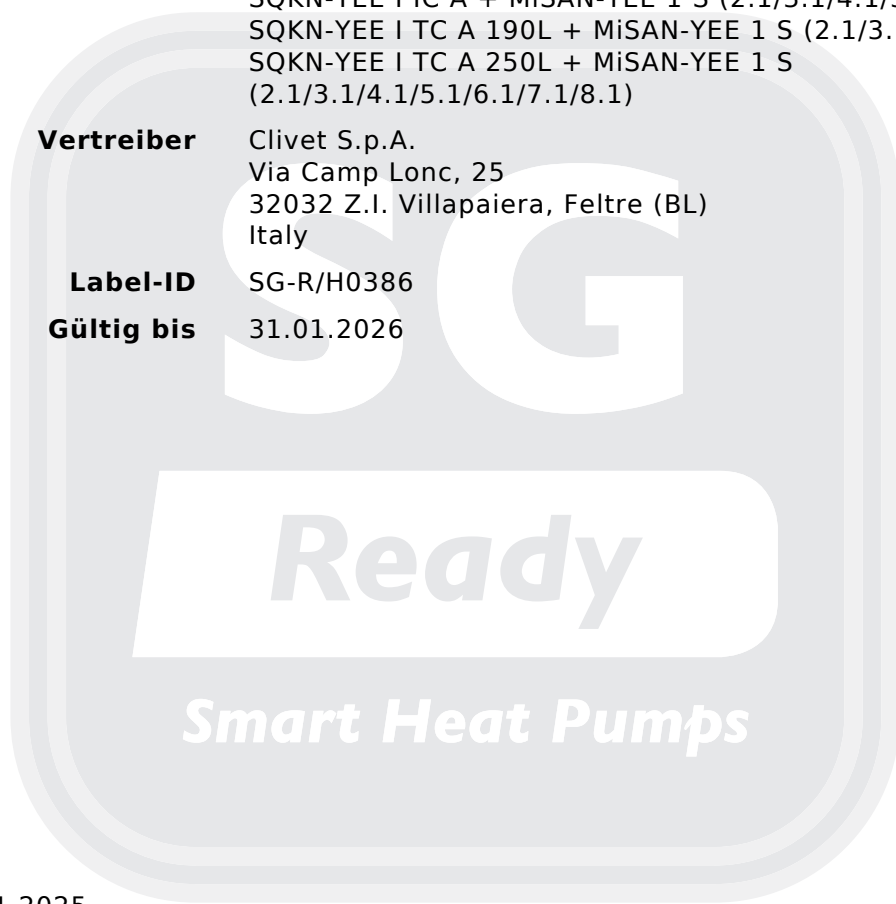 SQKN-YEE I TC A 190L + MiSAN-YEE 1 S (2.1/3.
SQKN-YEE I TC A 250L + MiSAN-YEE 1 S
(2.1/3.1/4.1/5.1/6.1/7.1/8.1)
Vertreiber Clivet S.p.A.
Via Camp Lonc, 25
32032 Z.I. Villapaiera, Feltre (BL)
Italy
Label-ID SG-R/H0386
Gültig bis 31.01.2026
SG
Ready
Smart Heat Pumps